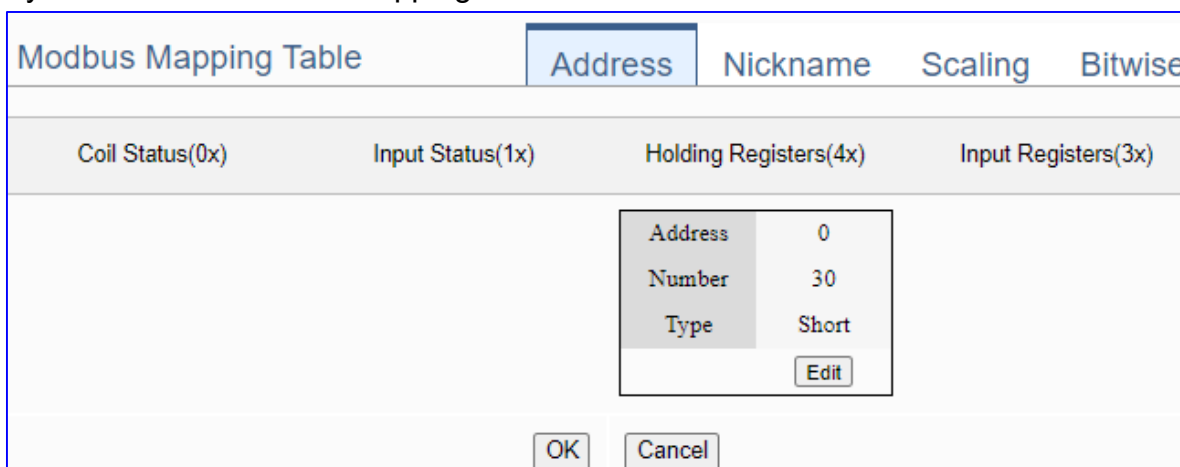 Modbus Mapping Table Address Nickname Scaling Bitwise
Coil Status(0x) Input Status(1x) Holding Registers(4x) Input Registers(3x)
Address 0
Number 30
Type Short
Edit
OK Cancel